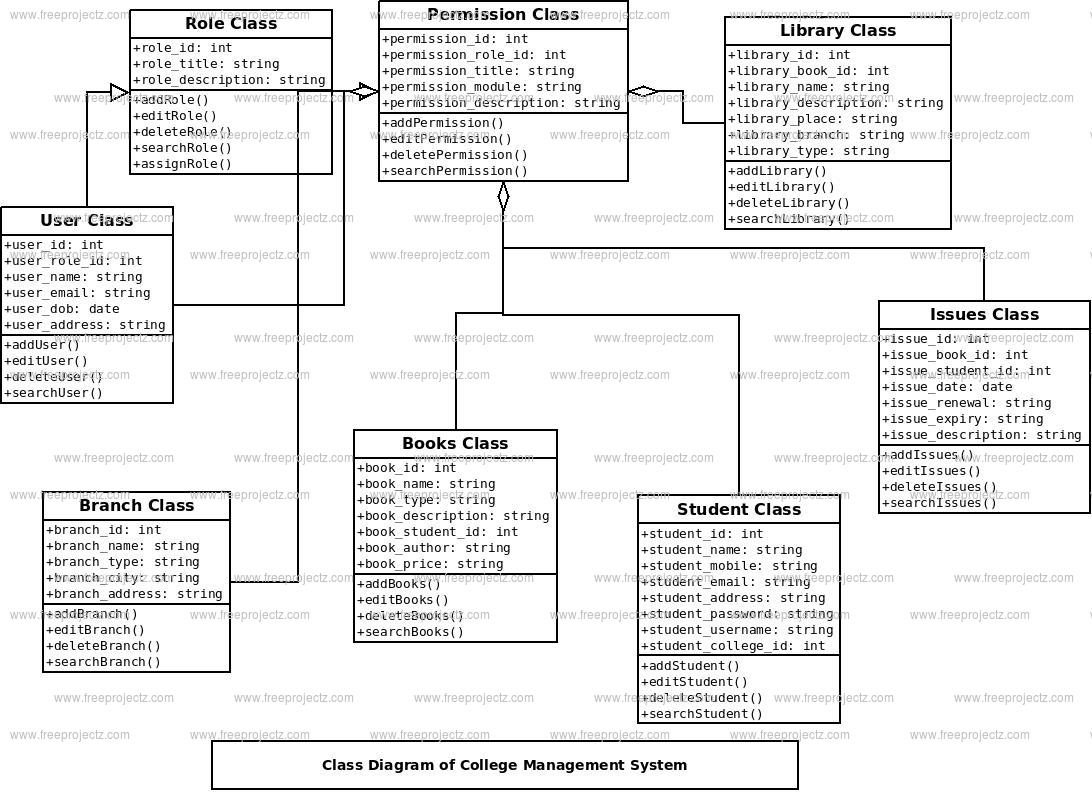 Role Class
+role_id: int
+role_title: string
+role_description: string
+addRole()
+editRole()
+deleteRole()
+searchRole()
+assignRole()
Permission Class
+permission_id: int
+permission_role_id: int
+permission_title: string
+permission_module: string
+permission_description: string
+addPermission()
+editPermission()
+deletePermission()
+searchPermission()
Library Class
+library_id: int
+library_book_id: int
+library_name: string
+library_description: string
+library_place: string
+library_branch: string
+library_type: string
+addLibrary()
+editLibrary()
+deleteLibrary()
+searchLibrary()
User Class
+user_id: int
+user_role_id: int
+user_name: string
+user_email: string
+user_dob: date
+user_address: string
+addUser()
+editUser()
+deleteUser()
+searchUser()
Issues Class
+issue_id: int
+issue_book_id: int
+issue_student_id: int
+issue_date: date
+issue_renewal: string
+issue_expiry: string
+issue_description: string
+addIssues()
+editIssues()
+deleteIssues()
+searchIssues()
Books Class
+book_id: int
+book_name: string
+book_type: string
+book_description: string
+book_student_id: int
+book_author: string
+book_price: string
+addBooks()
+editBooks()
+deleteBooks()
+searchBooks()
Branch Class
+branch_id: int
+branch_name: string
+branch_type: string
+branch_city: string
+branch_address: string
+addBranch()
+editBranch()
+deleteBranch()
+searchBranch()
Student Class
+student_id: int
+student_name: string
+student_mobile: string
+student_email: string
+student_address: string
+student_password: string
+student_username: string
+student_college_id: int
+addStudent()
+editStudent()
+deleteStudent()
+searchStudent()
Class Diagram of College Management System
www.freeprojectz.com